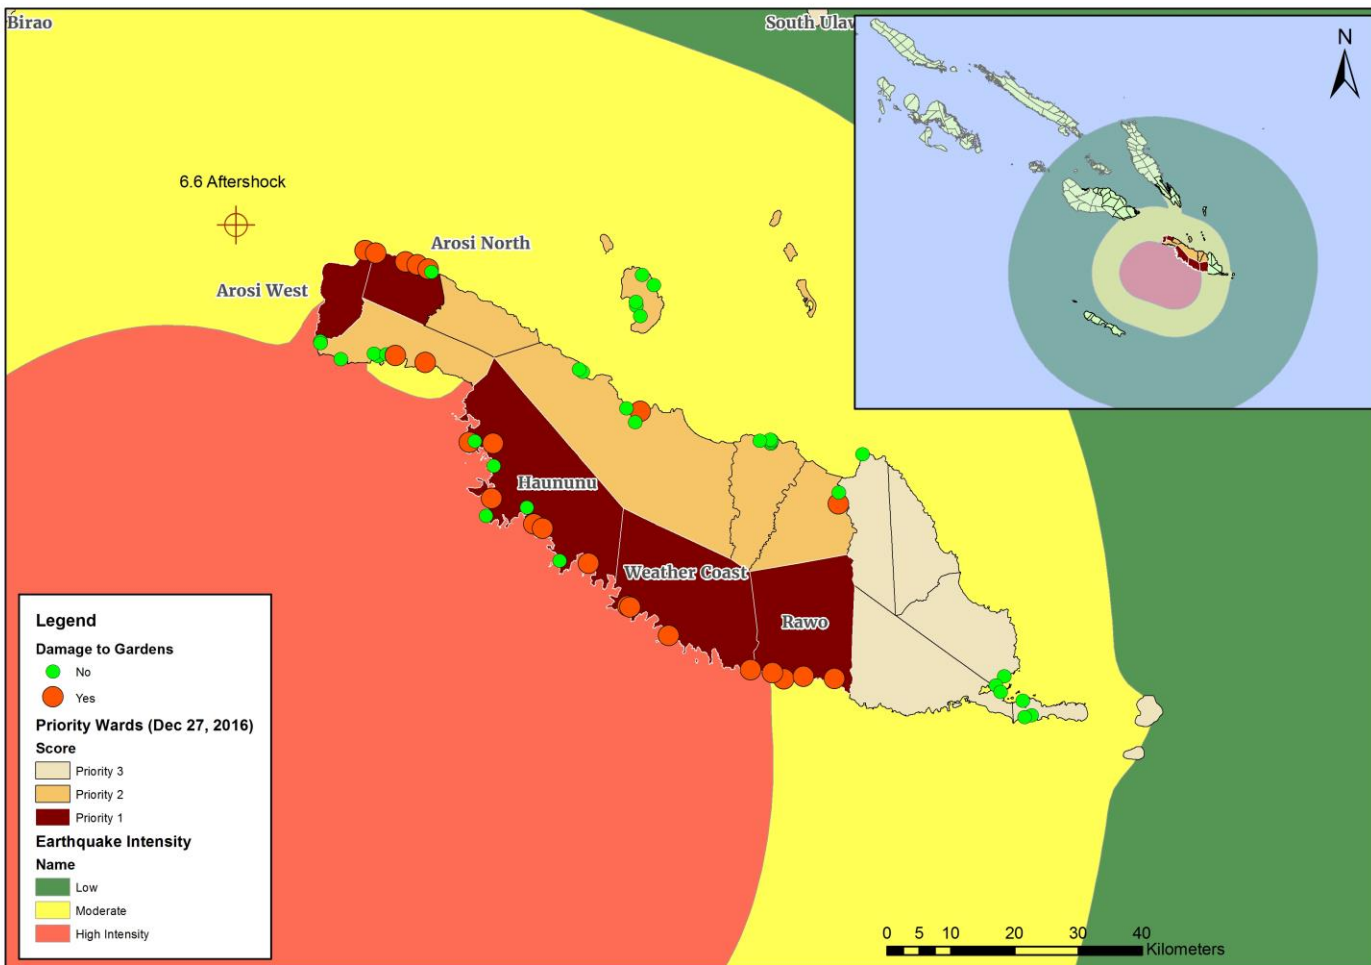 Birao
South Ulav
N
6.6 Aftershock
Arosi North
Arosi West
Haununu
Weather Coast
Rawo
Legend
Damage to Gardens
No
Yes
Priority Wards (Dec 27, 2016)
Score
Priority 3
Priority 2
Priority 1
Earthquake Intensity
Name
Low
Moderate
High Intensity
0 5 10 20 30 40
Kilometers